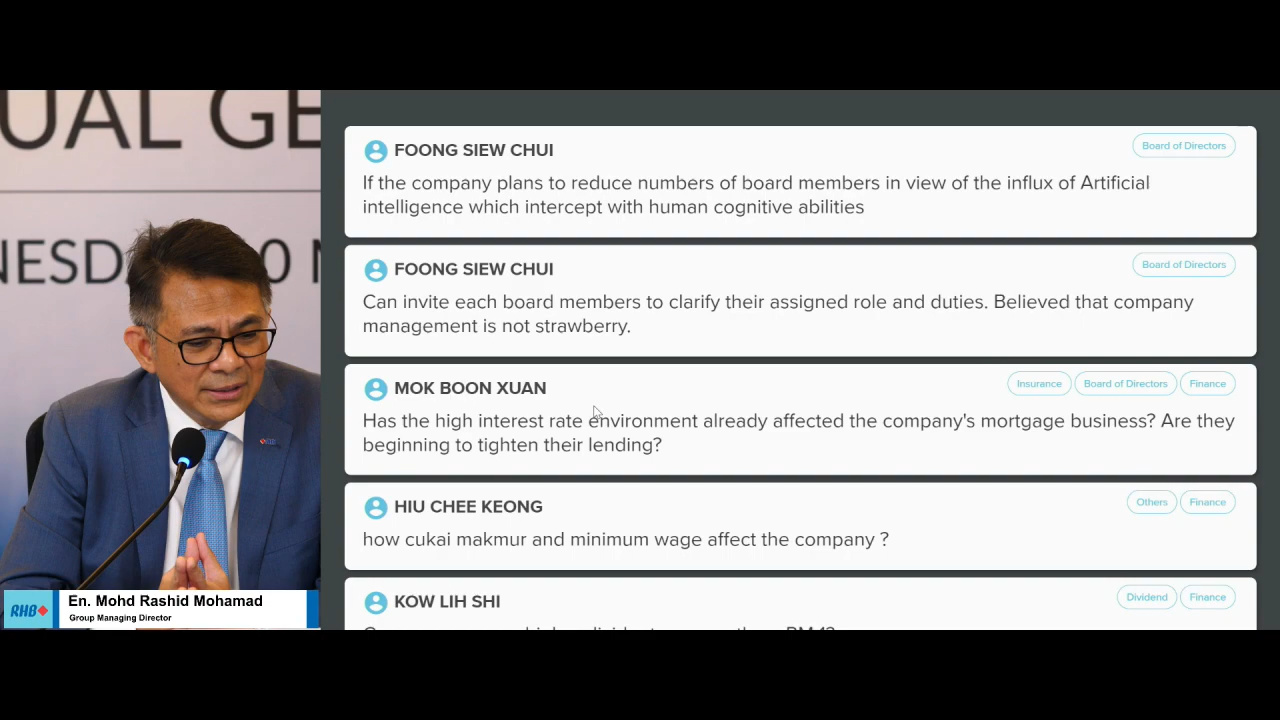 UAL GE
NESD 0
FOONG SIEW CHUI
Board of Directors
If the company plans to reduce numbers of board members in view of the influx of Artificial
intelligence which intercept with human cognitive abilities
FOONG SIEW CHUI
Board of Directors
Can invite each board members to clarify their assigned role and duties. Believed that company
management is not strawberry.
MOK BOON XUAN
Insurance Board of Directors Finance
Has the high interest rate environment already affected the company's mortgage business? Are they
beginning to tighten their lending?
HIU CHEE KEONG
Others Finance
how cukai makmur and minimum wage affect the company ?
KOW LIH SHI
Dividend Finance
RHB
En. Mohd Rashid Mohamad
Group Managing Director